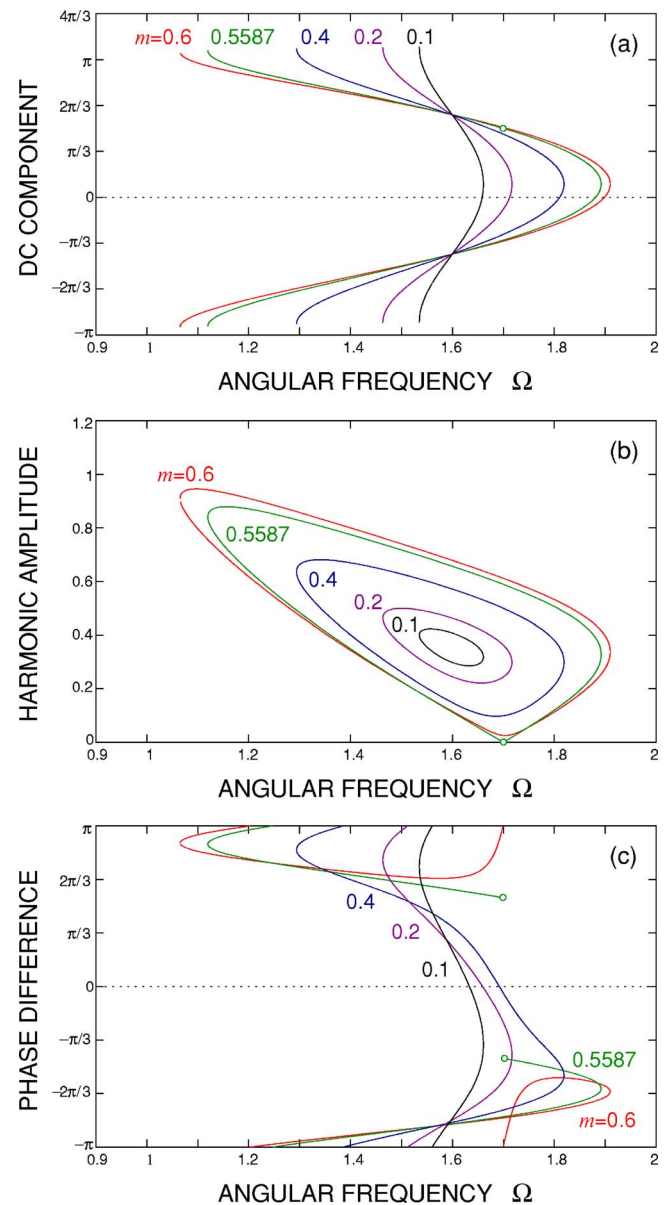 4π/3
m=0.6 0.5587 0.4 0.2 0.1 (a)
π
2π/3
π/3
0
−π/3
−2π/3
−π
DC COMPONENT
0.9 1 1.2 1.4 1.6 1.8 2
ANGULAR FREQUENCY Ω
1.2
(b)
1
m=0.6
0.8
0.5587
0.6
0.4
0.2
0.4
0.1
0.2
0
HARMONIC AMPLITUDE
0.9 1 1.2 1.4 1.6 1.8 2
ANGULAR FREQUENCY Ω
π
(c)
2π/3
0.4
π/3
0.2
0.1
0
−π/3
0.5587
−2π/3
m=0.6
−π
PHASE DIFFERENCE
0.9 1 1.2 1.4 1.6 1.8 2
ANGULAR FREQUENCY Ω